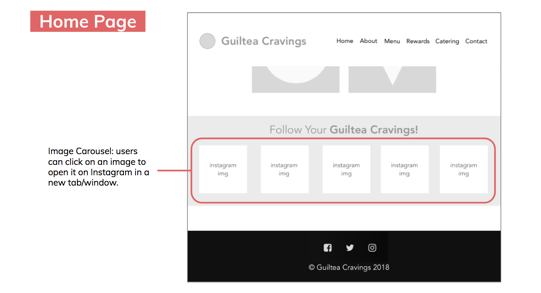 Home Page
Guiltea Cravings
Home About Menu Rewards Catering Contact
Follow Your Guiltea Cravings!
Image Carousel: users
can click on an image to
open it on Instagram in a
new tab/window.
instagram
img
instagram
img
instagram
img
instagram
img
instagram
img
© Guiltea Cravings 2018